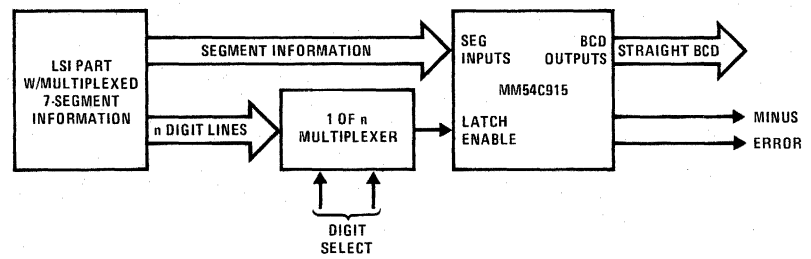 LSI PART
W/MULTIPLEXED
7-SEGMENT
INFORMATION
SEGMENT INFORMATION
n DIGIT LINES
1 OF n
MULTIPLEXER
DIGIT
SELECT
SEG
INPUTS
BCD
OUTPUTS
MM54C915
LATCH
ENABLE
STRAIGHT BCD
MINUS
ERROR